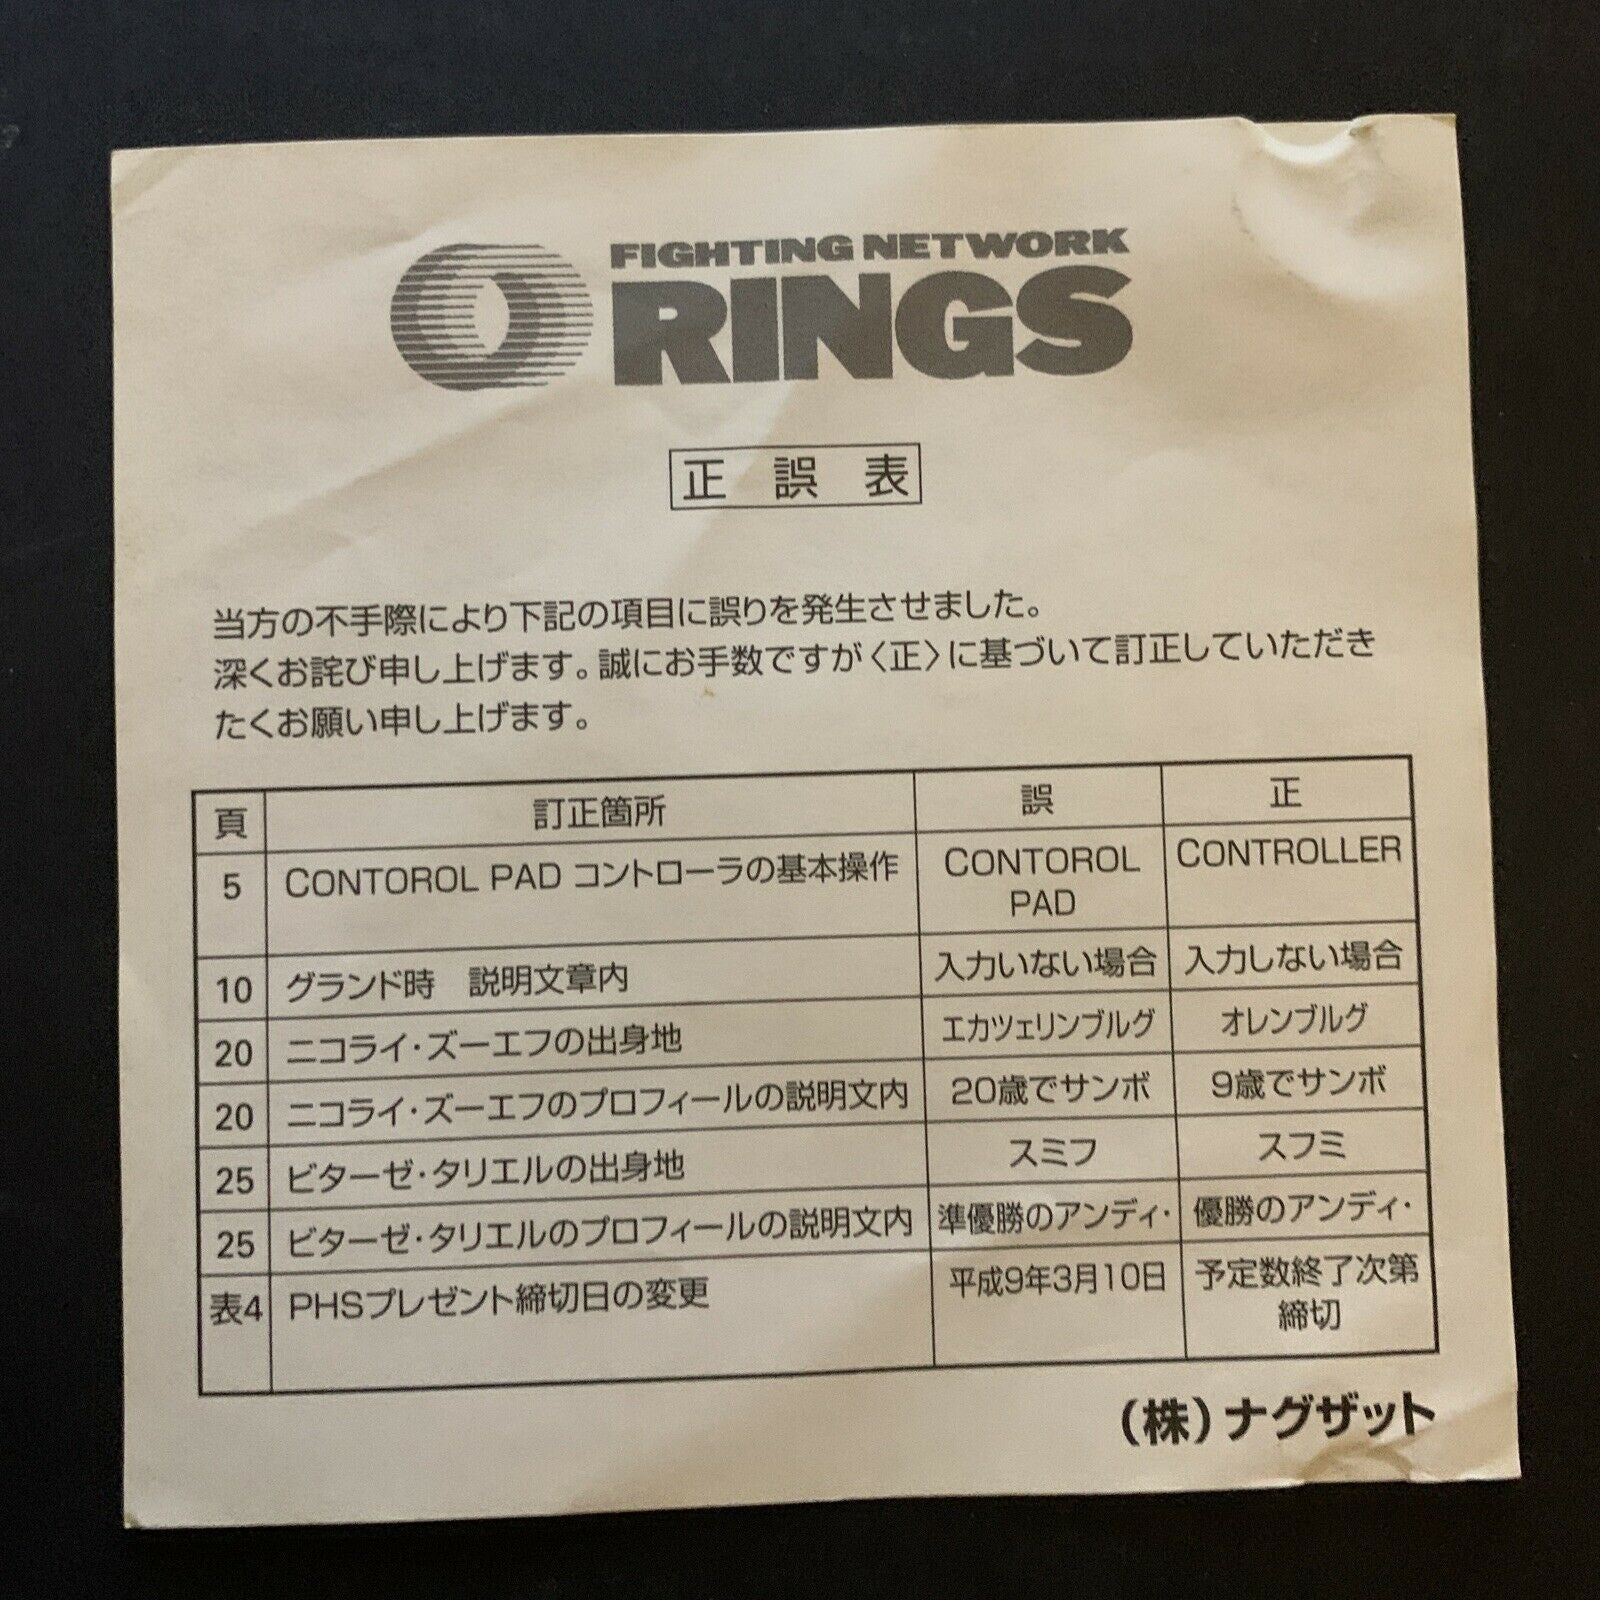 FIGHTING NETWORK
RINGS
正 誤 表
当方の不手際により下記の項目に誤りを発生させました。
深くお詫び申し上げます。誠にお手数ですが〈正〉に基づいて訂正していただき
たくお願い申し上げます。
頁 訂正箇所 誤 正
5 CONTOROL PAD コントローラの基本操作 CONTOROL PAD CONTROLLER
10 グランド時 説明文章内 入力いない場合 入力しない場合
20 ニコライ・ズーエフの出身地 エカツェリンブルグ オレンブルグ
20 ニコライ・ズーエフのプロフィールの説明文内 20歳でサンボ 9歳でサンボ
25 ビターゼ・タリエルの出身地 スミフ スフミ
25 ビターゼ・タリエルのプロフィールの説明文内 準優勝のアンディ・ 優勝のアンディ・
表4 PHSプレゼント締切日の変更 平成9年3月10日 予定数終了次第締切
(株)ナグザット